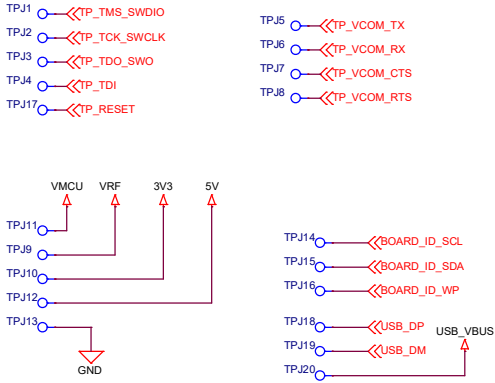 TPJ1 TP_TMS_SWDIO
TPJ2 TP_TCK_SWCLK
TPJ3 TP_TDO_SWO
TPJ4 TP_TDI
TPJ17 TP_RESET
TPJ5 TP_VCOM_TX
TPJ6 TP_VCOM_RX
TPJ7 TP_VCOM_CTS
TPJ8 TP_VCOM_RTS
VMCU VRF 3V3 5V
TPJ11
TPJ9
TPJ10
TPJ12
TPJ13
GND
TPJ14 BOARD_ID_SCL
TPJ15 BOARD_ID_SDA
TPJ16 BOARD_ID_WP
TPJ18 USB_DP
USB_VBUS
TPJ19 USB_DM
TPJ20